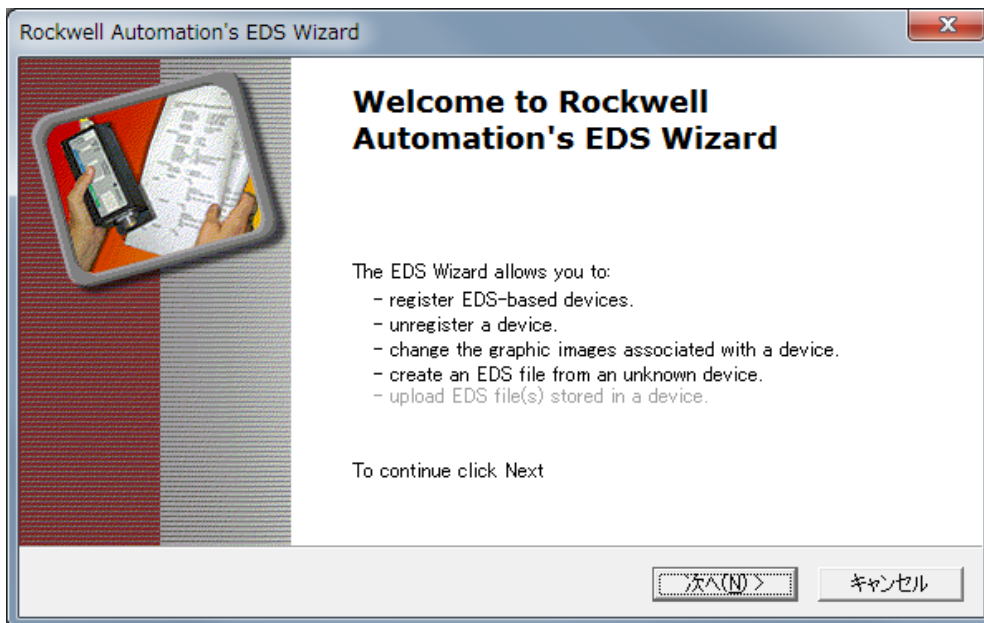 Rockwell Automation's EDS Wizard
Welcome to Rockwell
Automation's EDS Wizard
The EDS Wizard allows you to:
- register EDS-based devices.
- unregister a device.
- change the graphic images associated with a device.
- create an EDS file from an unknown device.
- upload EDS file(s) stored in a device.
To continue click Next
次へ(N) >
キャンセル